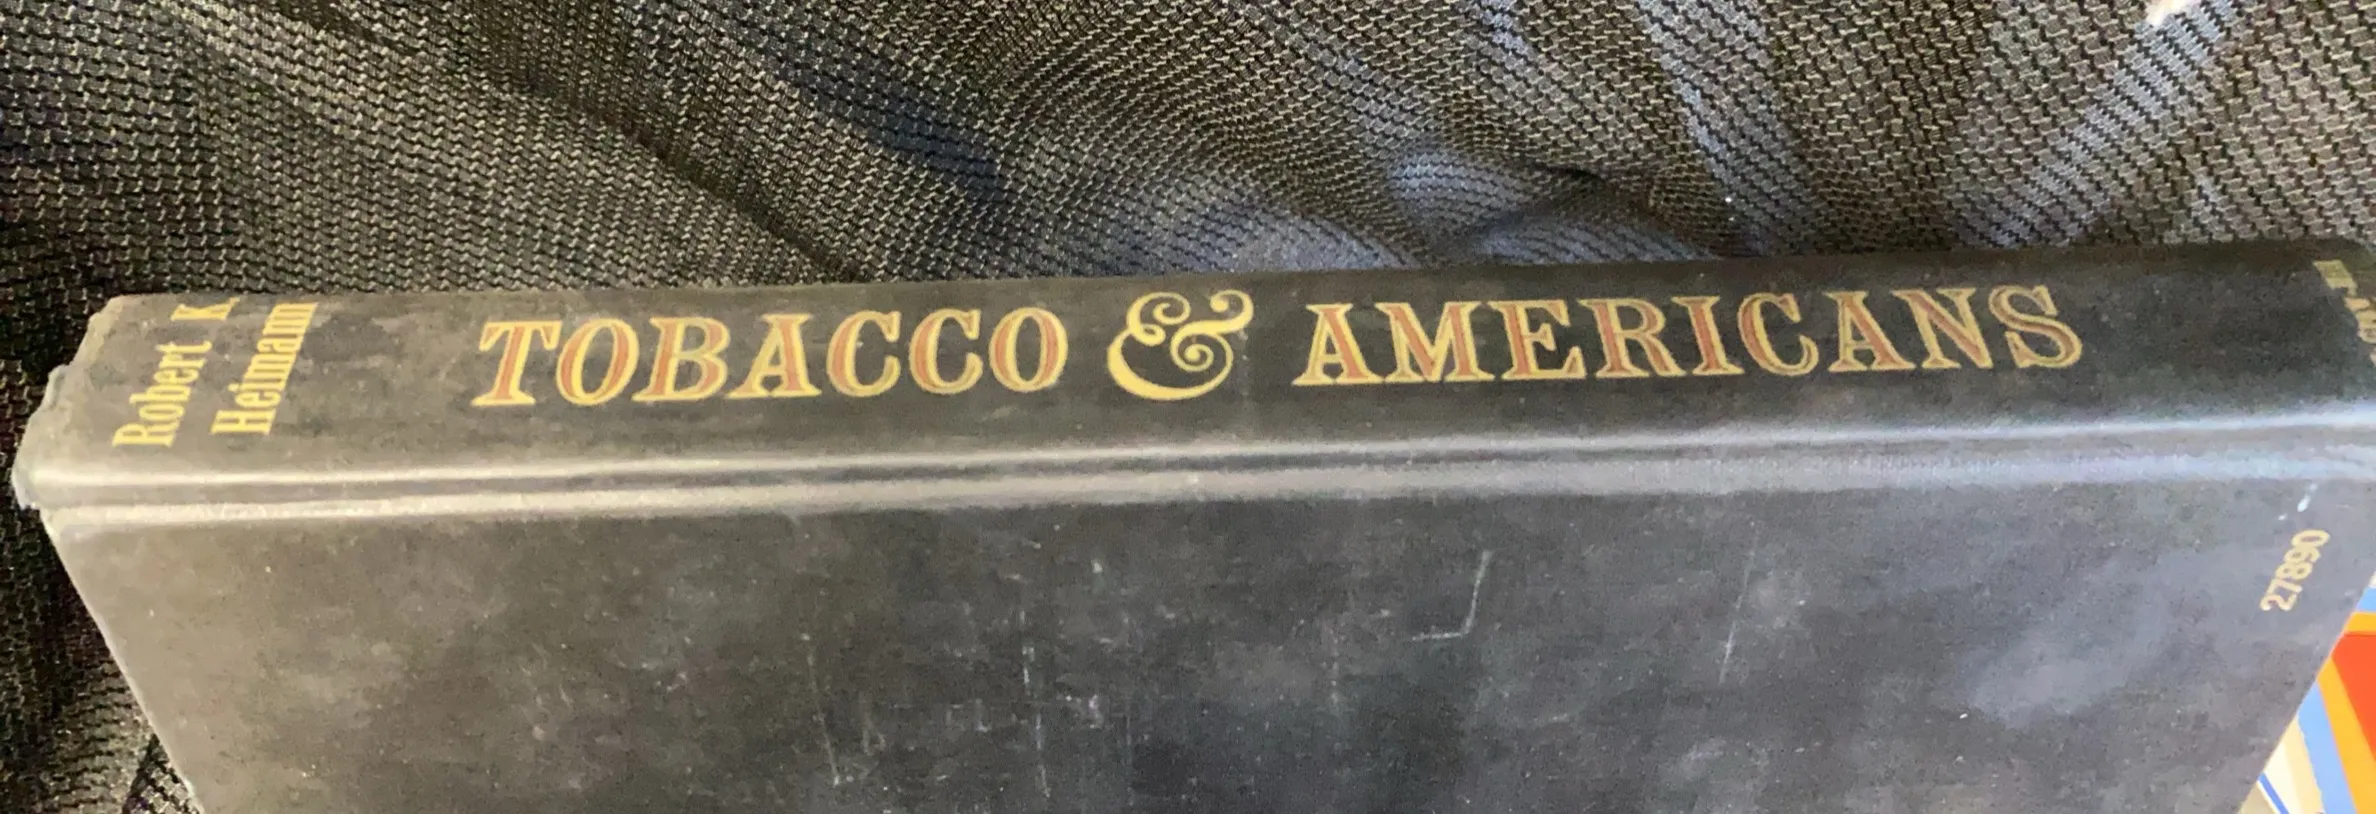 Robert K.
Heimann
TOBACCO & AMERICANS
27890